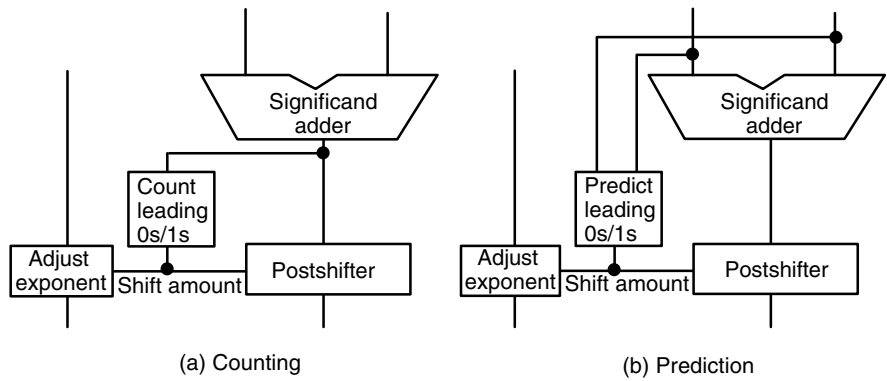 Significand
adder
Count
leading
0s/1s
Adjust
exponent
Shift amount
Postshifter
(a) Counting
Significand
adder
Predict
leading
0s/1s
Adjust
exponent
Shift amount
Postshifter
(b) Prediction